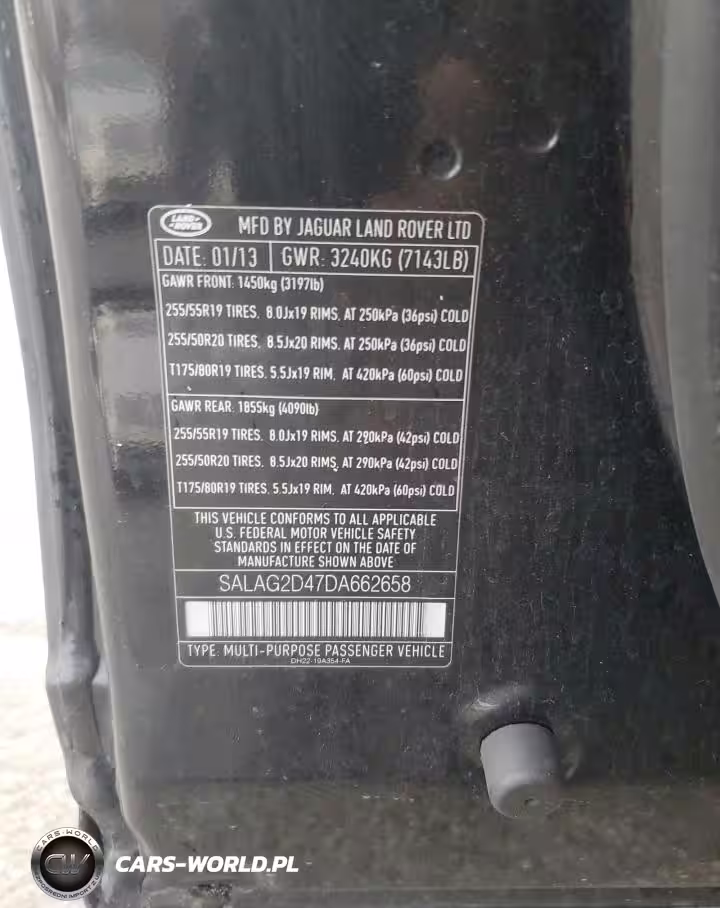 LAND ROVER
MFD BY JAGUAR LAND ROVER LTD
DATE: 01/13 GWR: 3240KG (7143LB)
GAWR FRONT: 1450kg (3197lb)
255/55R19 TIRES. 8.0Jx19 RIMS. AT 250kPa (36psi) COLD
255/50R20 TIRES. 8.5Jx20 RIMS. AT 250kPa (36psi) COLD
T175/80R19 TIRES. 5.5Jx19 RIM. AT 420kPa (60psi) COLD
GAWR REAR: 1855kg (4090lb)
255/55R19 TIRES. 8.0Jx19 RIMS. AT 290kPa (42psi) COLD
255/50R20 TIRES. 8.5Jx20 RIMS. AT 290kPa (42psi) COLD
T175/80R19 TIRES. 5.5Jx19 RIM. AT 420kPa (60psi) COLD
THIS VEHICLE CONFORMS TO ALL APPLICABLE
U.S. FEDERAL MOTOR VEHICLE SAFETY
STANDARDS IN EFFECT ON THE DATE OF
MANUFACTURE SHOWN ABOVE
SALAG2D47DA662658
TYPE: MULTI-PURPOSE PASSENGER VEHICLE
DH22-19A354-FA
CARS-WORLD
CW
CARS-WORLD.PL